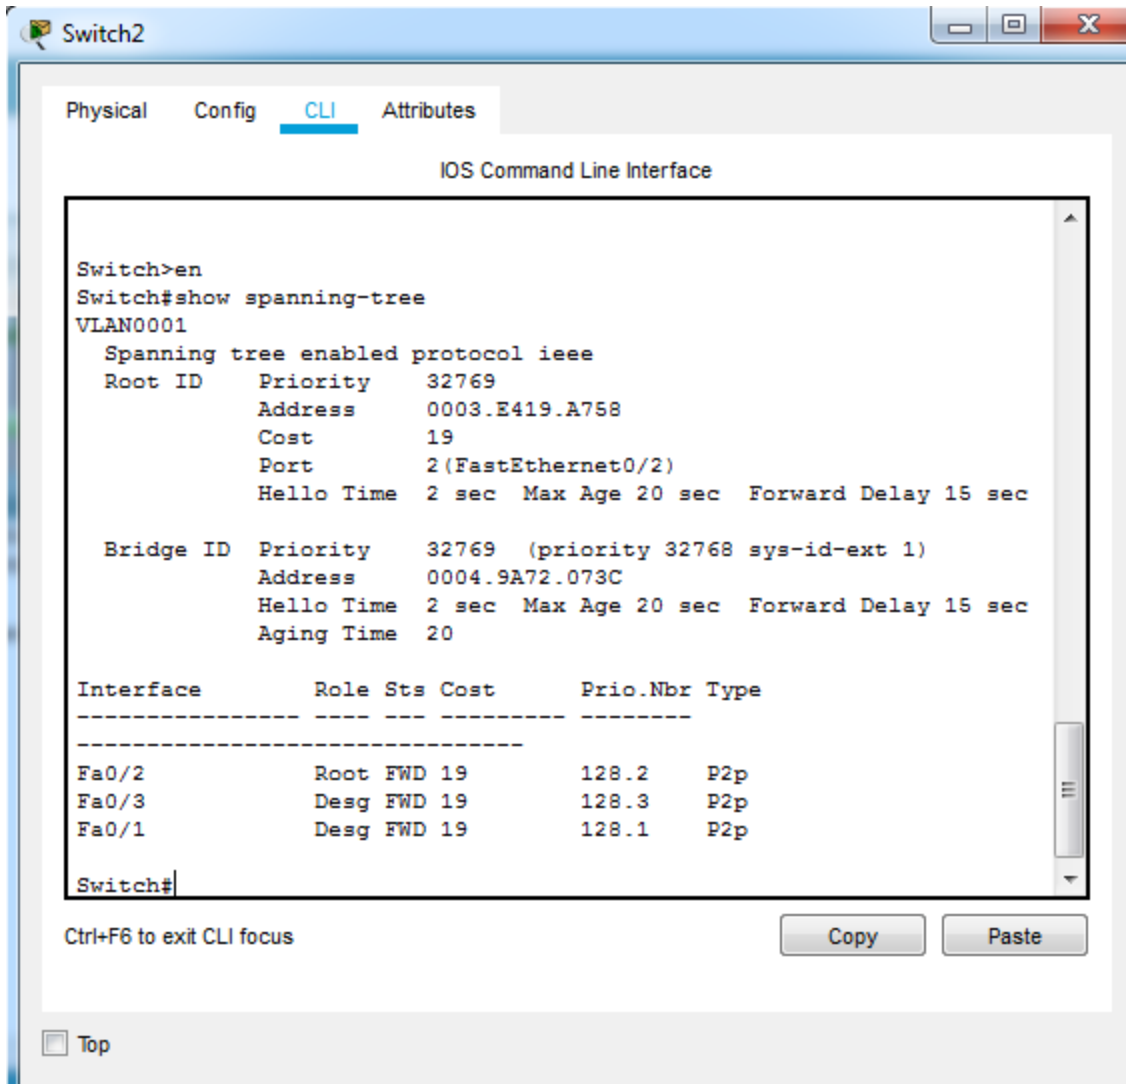 Switch2
Physical Config CLI Attributes
IOS Command Line Interface
Switch>en
Switch#show spanning-tree
VLAN0001
  Spanning tree enabled protocol ieee
  Root ID    Priority    32769
             Address     0003.E419.A758
             Cost        19
             Port        2(FastEthernet0/2)
             Hello Time  2 sec  Max Age 20 sec  Forward Delay 15 sec
  Bridge ID  Priority    32769  (priority 32768 sys-id-ext 1)
             Address     0004.9A72.073C
             Hello Time  2 sec  Max Age 20 sec  Forward Delay 15 sec
             Aging Time  20
Interface        Role Sts Cost      Prio.Nbr Type
---------------- ---- --- --------- --------
--------------------------------
Fa0/2            Root FWD 19        128.2    P2p
Fa0/3            Desg FWD 19        128.3    P2p
Fa0/1            Desg FWD 19        128.1    P2p
Switch#
Ctrl+F6 to exit CLI focus Copy Paste
Top